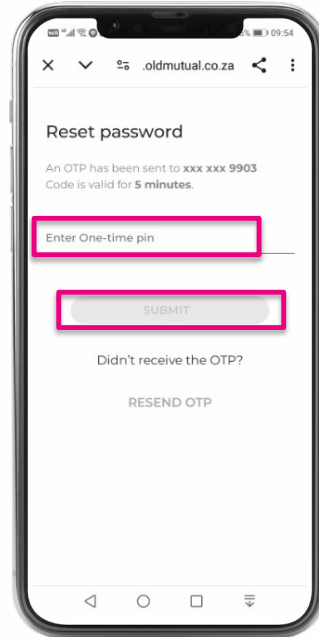 09:54
.oldmutual.co.za
Reset password
An OTP has been sent to xxx xxx 9903
Code is valid for 5 minutes.
Enter One-time pin
SUBMIT
Didn't receive the OTP?
RESEND OTP